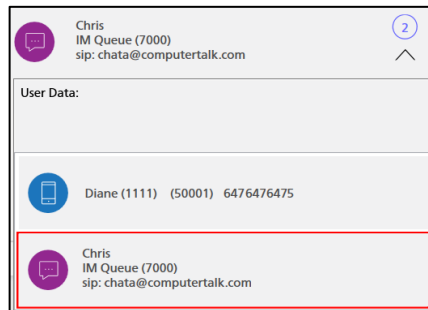 Chris
IM Queue (7000)
sip: chata@computertalk.com
2
User Data:
Diane (1111) (50001) 6476476475
Chris
IM Queue (7000)
sip: chata@computertalk.com